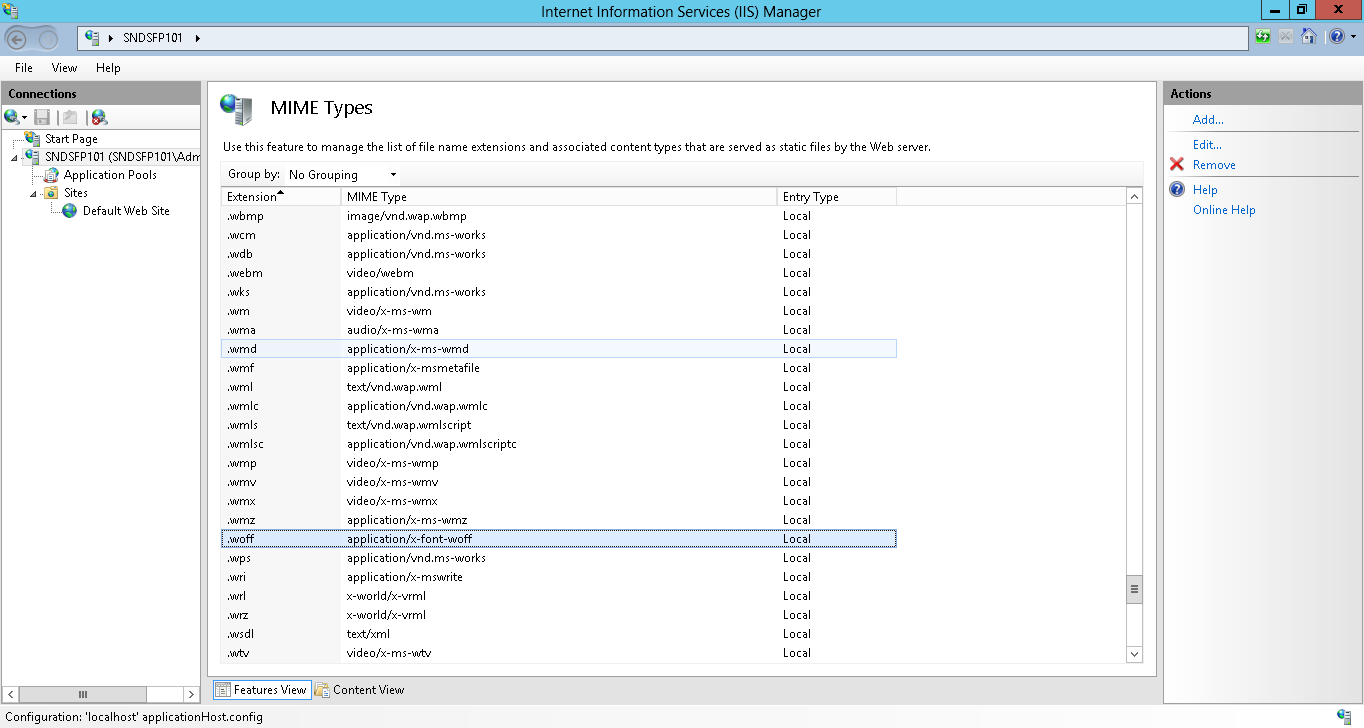 Internet Information Services (IIS) Manager
SNDSFP101
File View Help
Connections
Start Page
SNDSFP101 (SNDSFP101\Adm
Application Pools
Sites
Default Web Site
MIME Types
Use this feature to manage the list of file name extensions and associated content types that are served as static files by the Web server.
Group by: No Grouping
Extension MIME Type Entry Type
.wbmp image/vnd.wap.wbmp Local
.wcm application/vnd.ms-works Local
.wdb application/vnd.ms-works Local
.webm video/webm Local
.wks application/vnd.ms-works Local
.wm video/x-ms-wm Local
.wma audio/x-ms-wma Local
.wmd application/x-ms-wmd Local
.wmf application/x-msmetafile Local
.wml text/vnd.wap.wml Local
.wmlc application/vnd.wap.wmlc Local
.wmls text/vnd.wap.wmlscript Local
.wmlsc application/vnd.wap.wmlscriptc Local
.wmp video/x-ms-wmp Local
.wmv video/x-ms-wmv Local
.wmx video/x-ms-wmx Local
.wmz application/x-ms-wmz Local
.woff application/x-font-woff Local
.wps application/vnd.ms-works Local
.wri application/x-mswrite Local
.wrl x-world/x-vrml Local
.wrz x-world/x-vrml Local
.wsdl text/xml Local
.wtv video/x-ms-wtv Local
Features View Content View
Actions
Add...
Edit...
Remove
Help
Online Help
Configuration: 'localhost' applicationHost.config